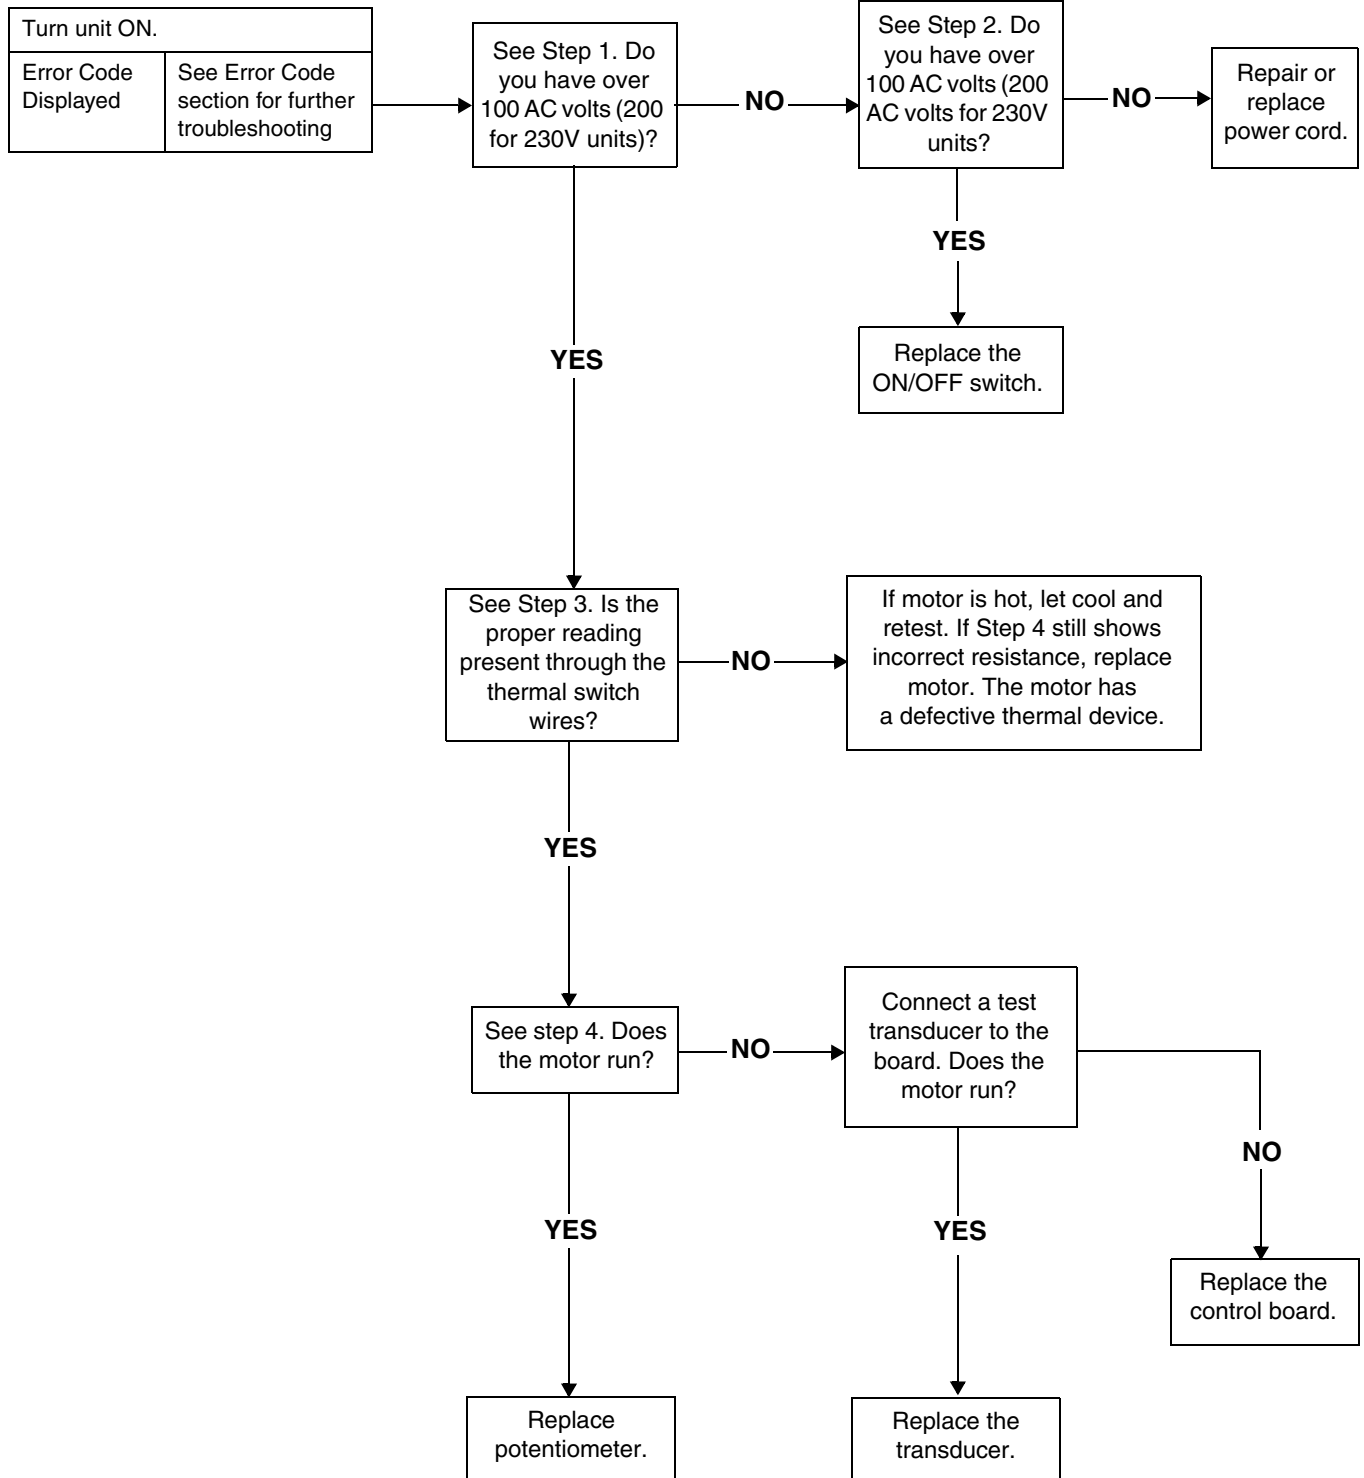 Turn unit ON.
Error Code
Displayed
See Error Code
section for further
troubleshooting
See Step 1. Do
you have over
100 AC volts (200
for 230V units)?
NO
See Step 2. Do
you have over
100 AC volts (200
AC volts for 230V
units?
NO
Repair or
replace
power cord.
YES
Replace the
ON/OFF switch.
YES
See Step 3. Is the
proper reading
present through the
thermal switch
wires?
NO
If motor is hot, let cool and
retest. If Step 4 still shows
incorrect resistance, replace
motor. The motor has
a defective thermal device.
YES
See step 4. Does
the motor run?
NO
Connect a test
transducer to the
board. Does the
motor run?
NO
Replace the
control board.
YES
YES
Replace
potentiometer.
Replace the
transducer.